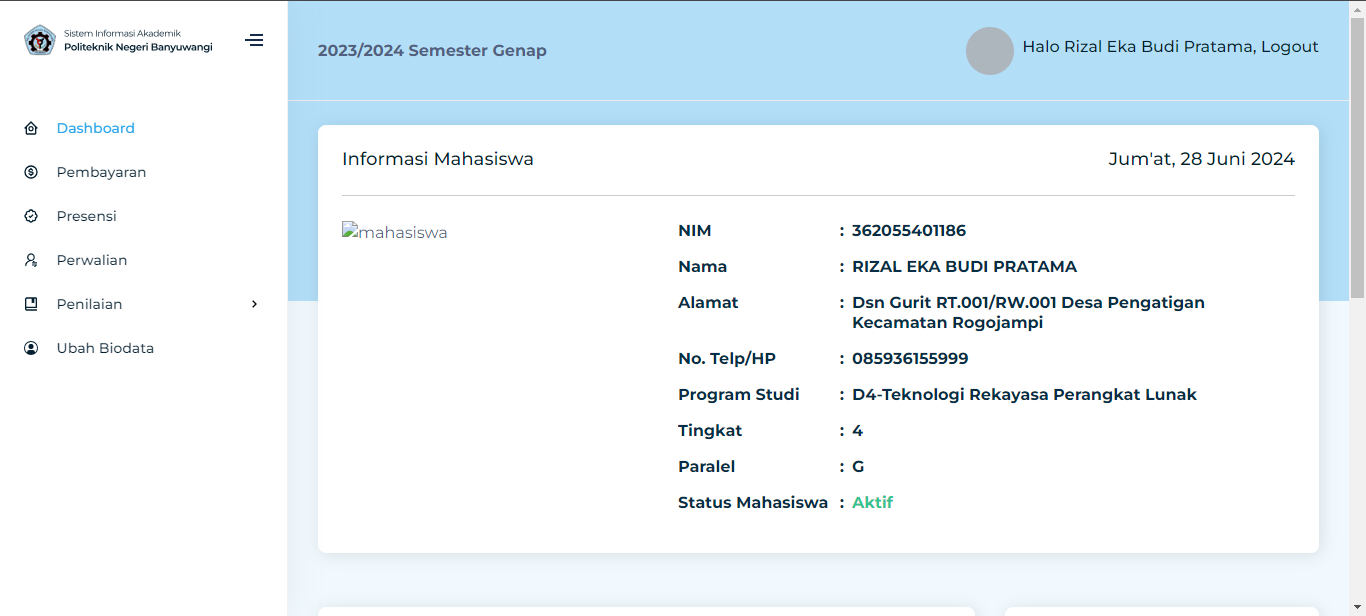 Sistem Informasi Akademik
Politeknik Negeri Banyuwangi
2023/2024 Semester Genap
Halo Rizal Eka Budi Pratama, Logout
Dashboard
Pembayaran
Presensi
Perwalian
Penilaian
Ubah Biodata
Informasi Mahasiswa
Jum'at, 28 Juni 2024
mahasiswa
NIM : 362055401186
Nama : RIZAL EKA BUDI PRATAMA
Alamat : Dsn Gurit RT.001/RW.001 Desa Pengatigan
Kecamatan Rogojampi
No. Telp/HP : 085936155999
Program Studi : D4-Teknologi Rekayasa Perangkat Lunak
Tingkat : 4
Paralel : G
Status Mahasiswa : Aktif